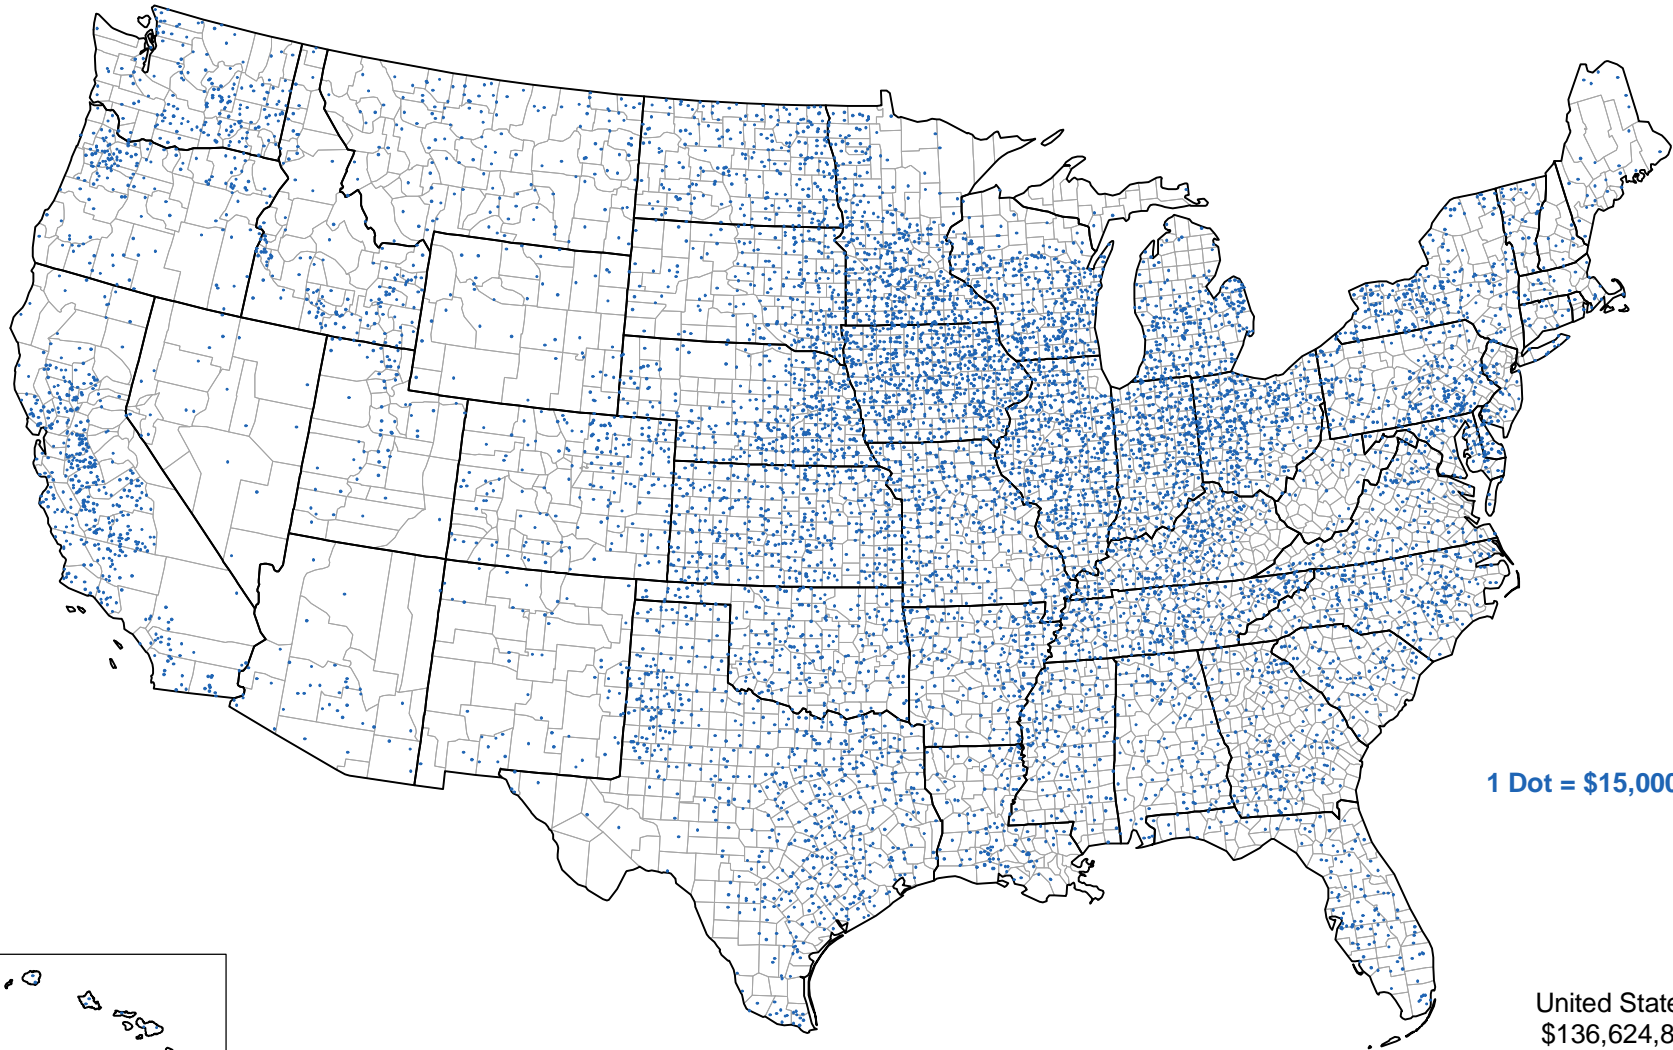 1 Dot = $15,000
United State
$136,624,8